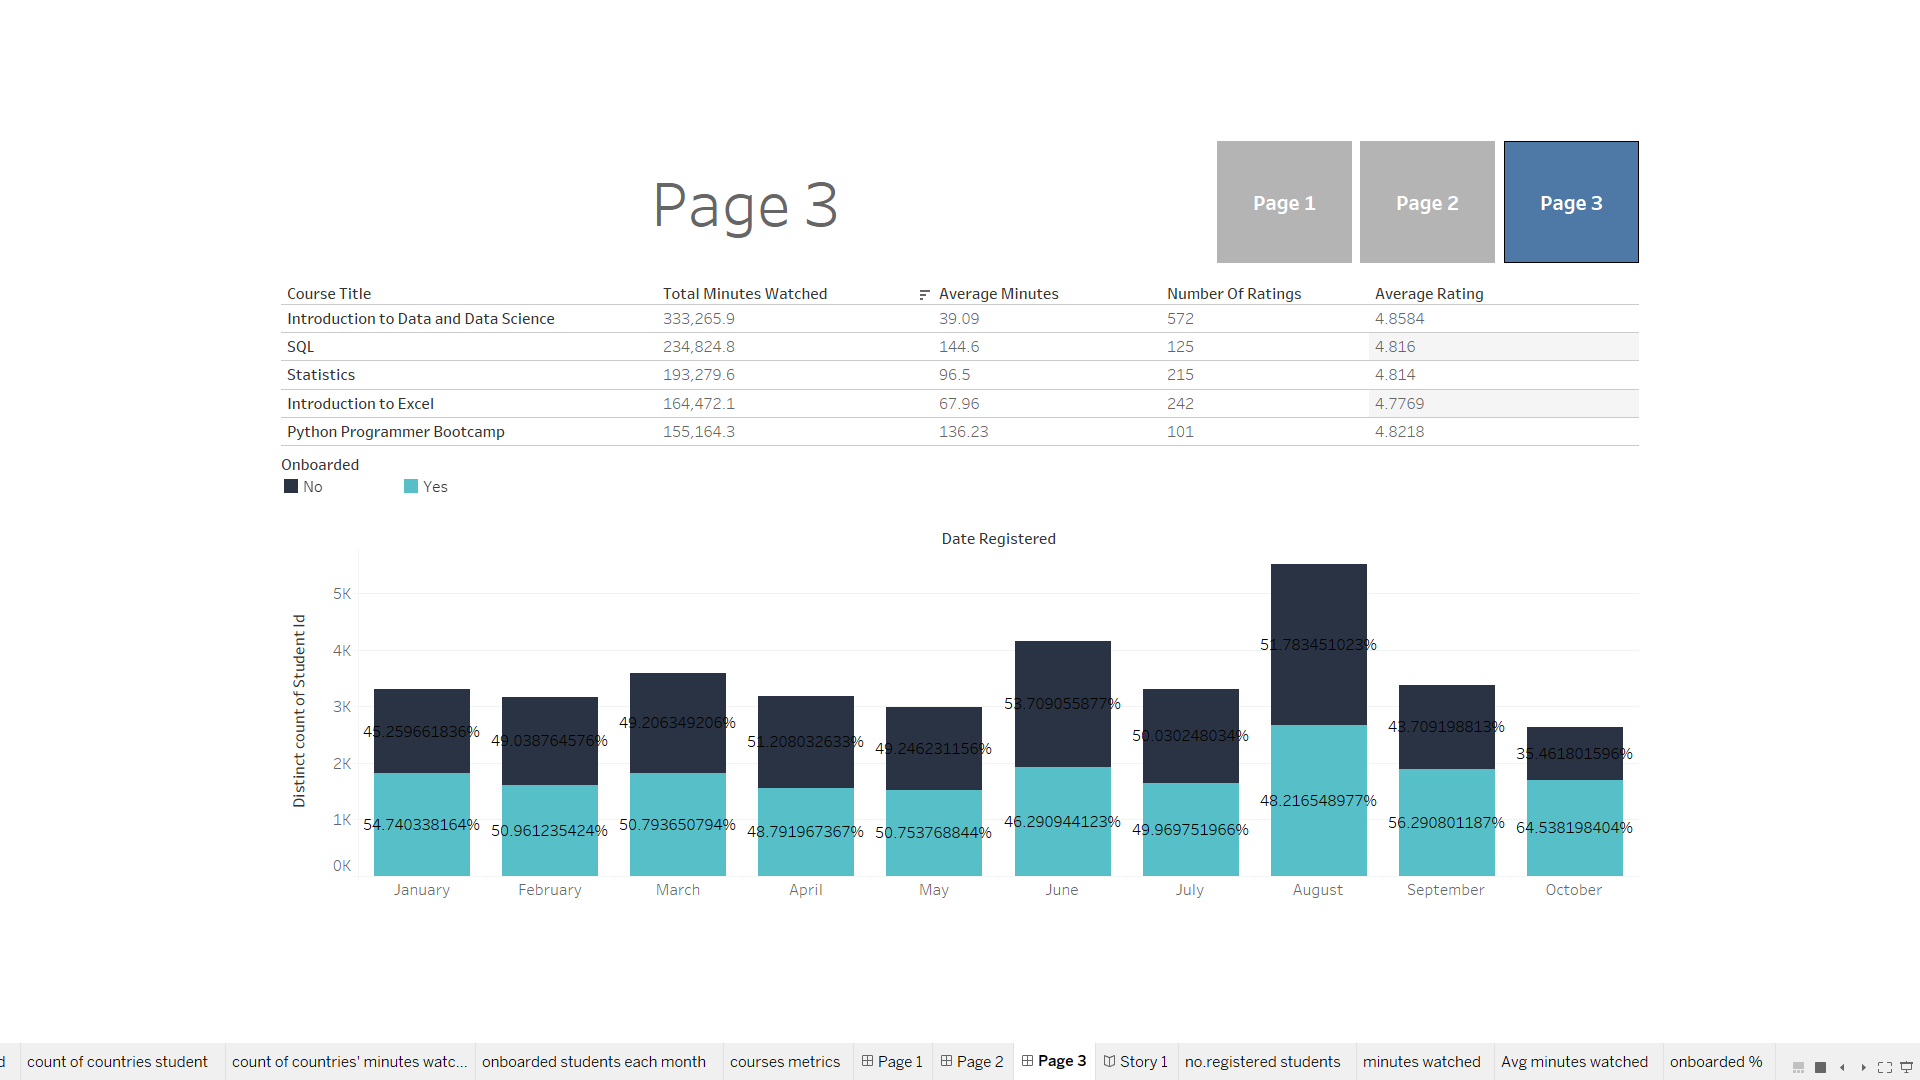 Page 3
Page 1
Page 2
Page 3
Course Title Total Minutes Watched Average Minutes Number Of Ratings Average Rating
Introduction to Data and Data Science 333,265.9 39.09 572 4.8584
SQL 234,824.8 144.6 125 4.816
Statistics 193,279.6 96.5 215 4.814
Introduction to Excel 164,472.1 67.96 242 4.7769
Python Programmer Bootcamp 155,164.3 136.23 101 4.8218
Onboarded
No Yes
Date Registered
Distinct count of Student Id
5K
4K
3K
2K
1K
0K
45.259661836% 49.038764576% 49.206349206% 51.208032633% 49.246231156% 53.709055877% 50.030248034% 51.783451023% 43.709198813% 35.461801596%
54.740338164% 50.961235424% 50.793650794% 48.791967367% 50.753768844% 46.290944123% 49.969751966% 48.216548977% 56.290801187% 64.538198404%
January February March April May June July August September October
d count of countries student count of countries' minutes watc... onboarded students each month courses metrics Page 1 Page 2 Page 3 Story 1 no.registered students minutes watched Avg minutes watched onboarded %